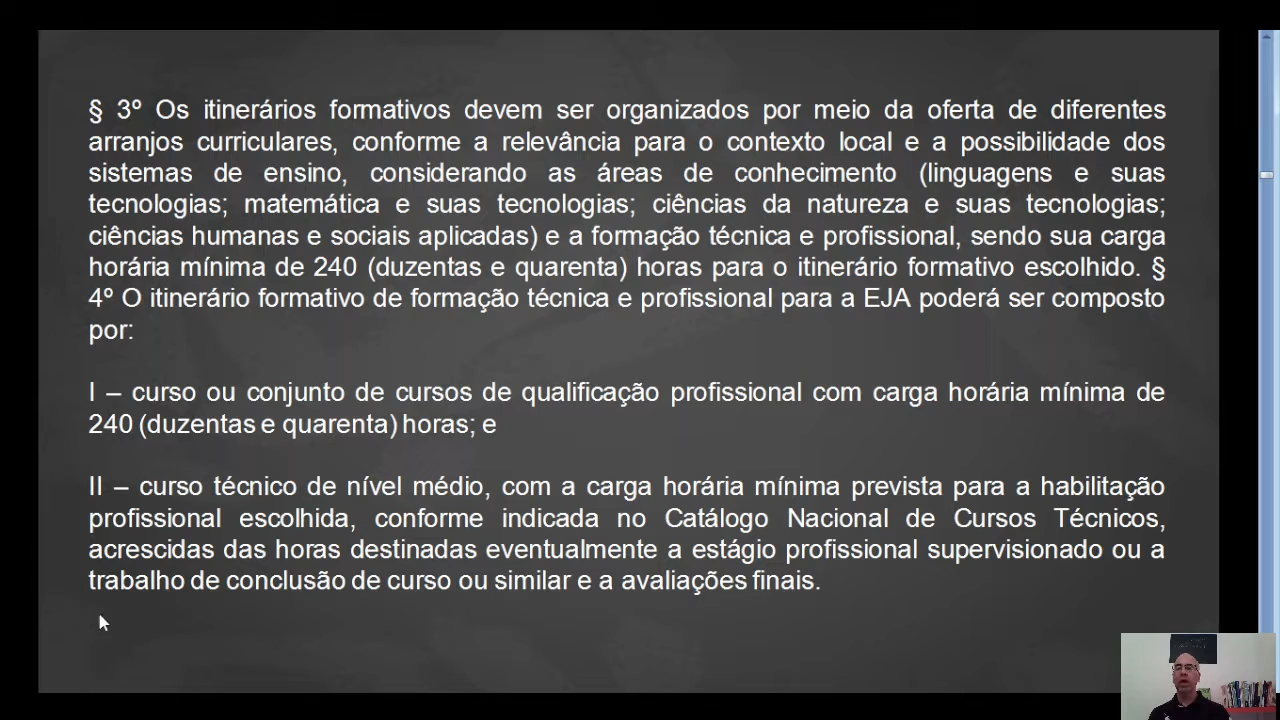 § 3º Os itinerários formativos devem ser organizados por meio da oferta de diferentes
arranjos curriculares, conforme a relevância para o contexto local e a possibilidade dos
sistemas de ensino, considerando as áreas de conhecimento (linguagens e suas
tecnologias; matemática e suas tecnologias; ciências da natureza e suas tecnologias;
ciências humanas e sociais aplicadas) e a formação técnica e profissional, sendo sua carga
horária mínima de 240 (duzentas e quarenta) horas para o itinerário formativo escolhido. §
4º O itinerário formativo de formação técnica e profissional para a EJA poderá ser composto
por:
I – curso ou conjunto de cursos de qualificação profissional com carga horária mínima de
240 (duzentas e quarenta) horas; e
II – curso técnico de nível médio, com a carga horária mínima prevista para a habilitação
profissional escolhida, conforme indicada no Catálogo Nacional de Cursos Técnicos,
acrescidas das horas destinadas eventualmente a estágio profissional supervisionado ou a
trabalho de conclusão de curso ou similar e a avaliações finais.